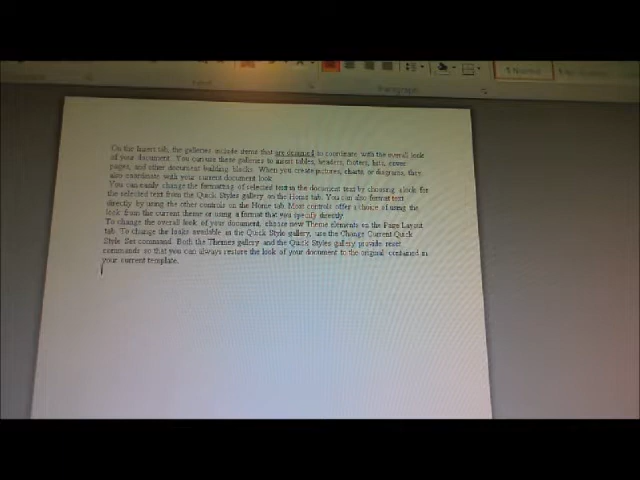 Paragraph
Normal
On the Insert tab, the galleries include items that are designed to coordinate with the overall look
of your document. You can use these galleries to insert tables, headers, footers, lists, cover
pages, and other document building blocks. When you create pictures, charts, or diagrams, they
also coordinate with your current document look.
You can easily change the formatting of selected text in the document text by choosing a look for
the selected text from the Quick Styles gallery on the Home tab. You can also format text
directly by using the other controls on the Home tab. Most controls offer a choice of using the
look from the current theme or using a format that you specify directly.
To change the overall look of your document, choose new Theme elements on the Page Layout
tab. To change the looks available in the Quick Style gallery, use the Change Current Quick
Style Set command. Both the Themes gallery and the Quick Styles gallery provide reset
commands so that you can always restore the look of your document to the original contained in
your current template.